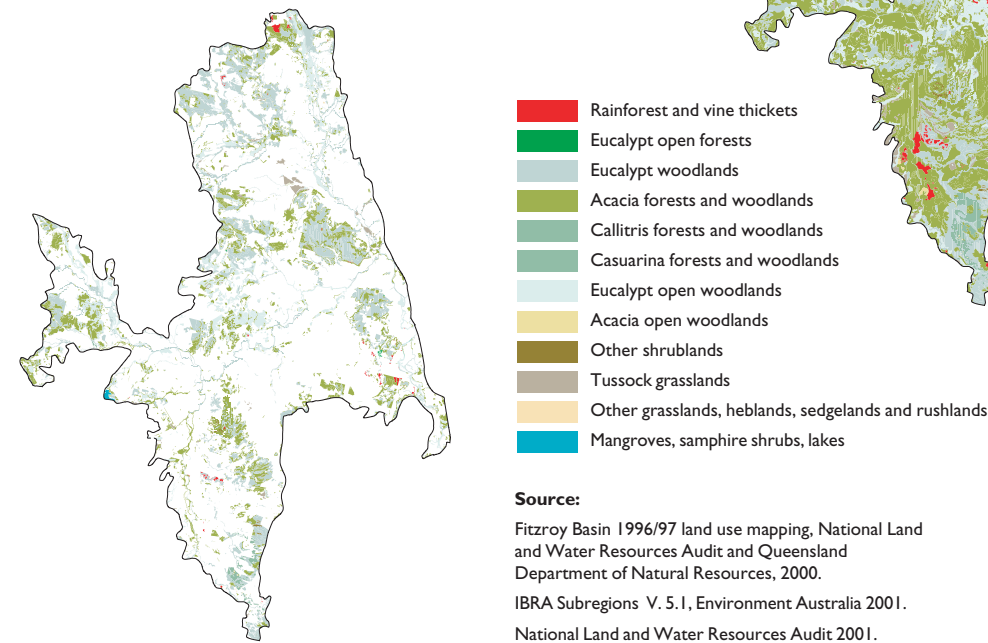 Rainforest and vine thickets
Eucalypt open forests
Eucalypt woodlands
Acacia forests and woodlands
Callitris forests and woodlands
Casuarina forests and woodlands
Eucalypt open woodlands
Acacia open woodlands
Other shrublands
Tussock grasslands
Other grasslands, heblands, sedgelands and rushlands
Mangroves, samphire shrubs, lakes
Source:
Fitzroy Basin 1996/97 land use mapping, National Land
and Water Resources Audit and Queensland
Department of Natural Resources, 2000.
IBRA Subregions V. 5.1, Environment Australia 2001.
National Land and Water Resources Audit 2001.